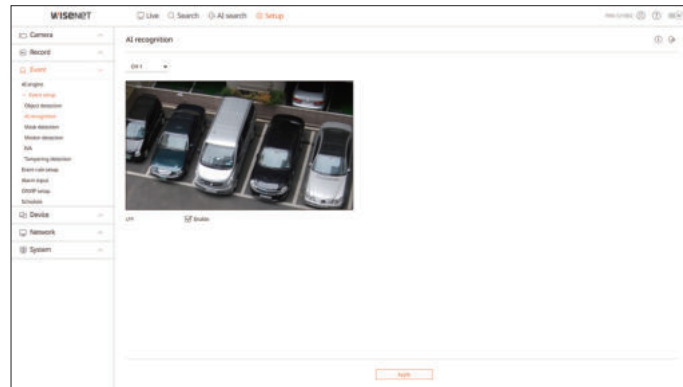 WISENET
Live
Search
AI search
Setup
Camera
Record
Event
AI engine
Event setup
Object detection
AI recognition
Mask detection
Motion detection
IVA
Tampering detection
Event rule setup
Alarm input
ONVIF setup
Schedule
Device
Network
System
AI recognition
CH 1
LPR
Enable
Apply